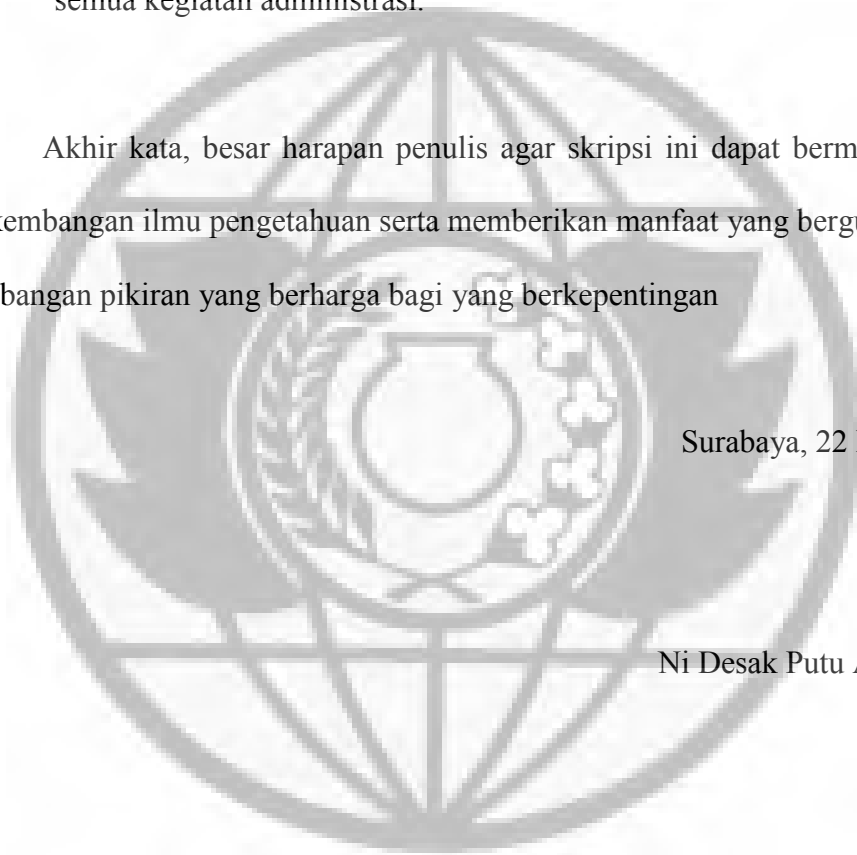 semua kegiatan administrasi.
Akhir kata, besar harapan penulis agar skripsi ini dapat berm
kembangan ilmu pengetahuan serta memberikan manfaat yang bergu
bangan pikiran yang berharga bagi yang berkepentingan
Surabaya, 22
Ni Desak Putu